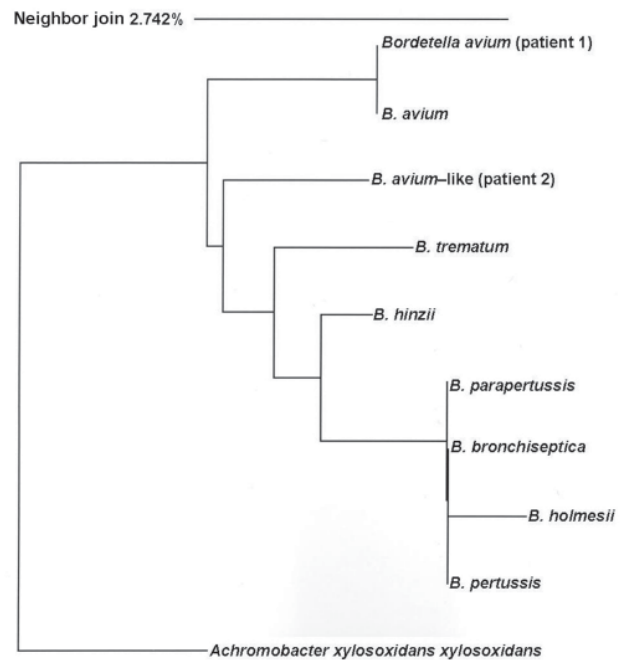 Neighbor join 2.742%
Bordetella avium (patient 1)
B. avium
B. avium–like (patient 2)
B. trematum
B. hinzii
B. parapertussis
B. bronchiseptica
B. holmesii
B. pertussis
Achromobacter xylosoxidans xylosoxidans